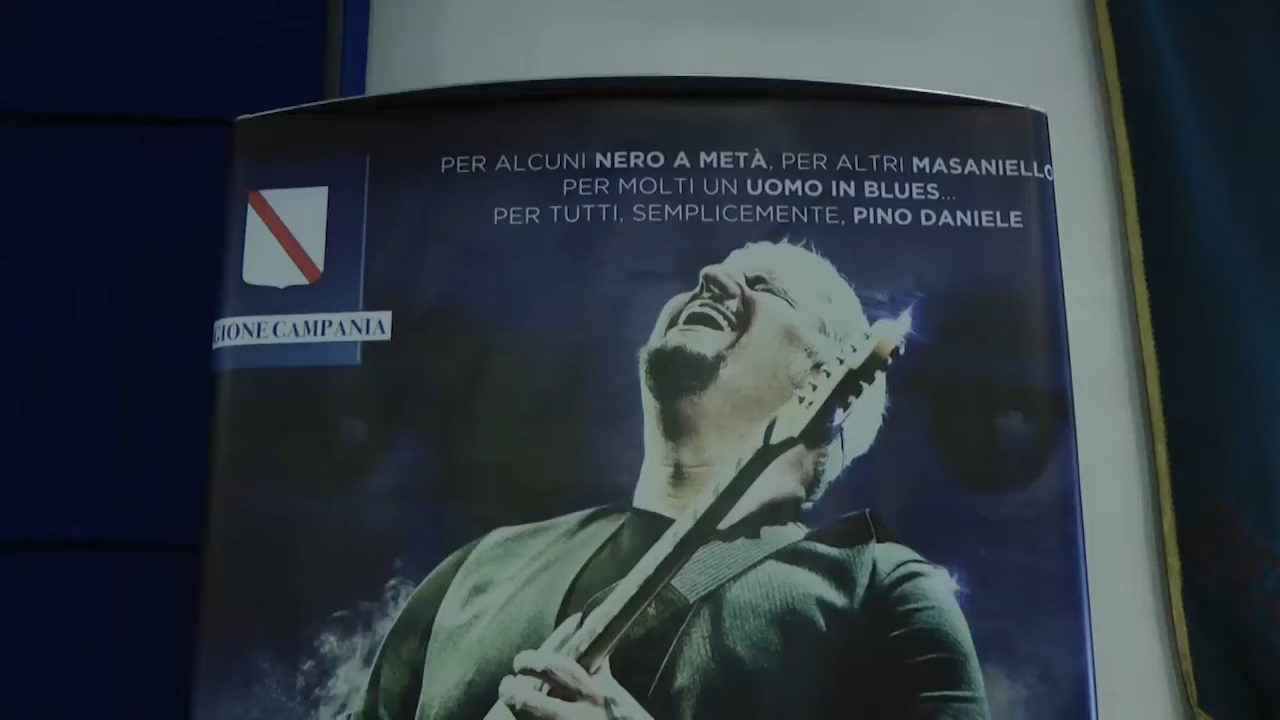 PER ALCUNI NERO A METÀ, PER ALTRI MASANIELLO
PER MOLTI UN UOMO IN BLUES...
PER TUTTI, SEMPLICEMENTE, PINO DANIELE
GIONE CAMPANIA